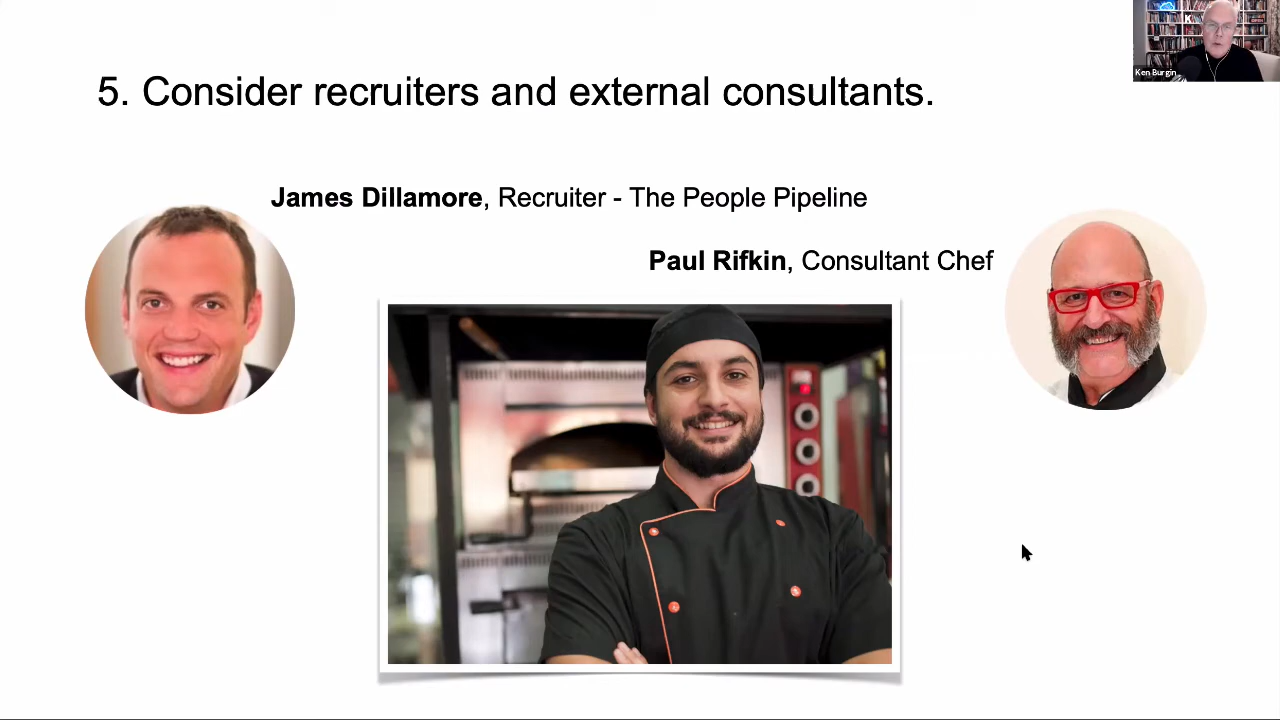 5. Consider recruiters and external consultants.
Ken Burgin
James Dillamore, Recruiter - The People Pipeline
Paul Rifkin, Consultant Chef